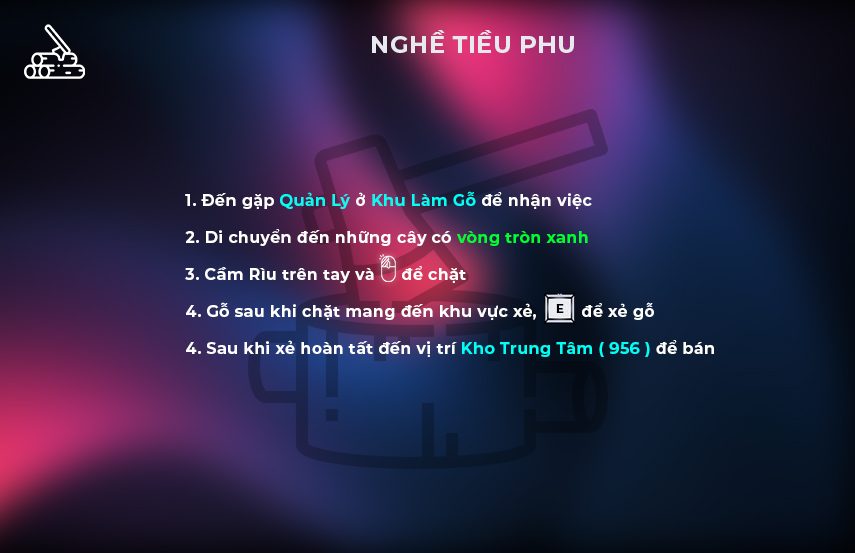 NGHỀ TIỀU PHU
1. Đến gặp Quản Lý ở Khu Làm Gỗ để nhận việc
2. Di chuyển đến những cây có vòng tròn xanh
3. Cầm Rìu trên tay và để chặt
4. Gỗ sau khi chặt mang đến khu vực xẻ, E để xẻ gỗ
4. Sau khi xẻ hoàn tất đến vị trí Kho Trung Tâm ( 956 ) để bán